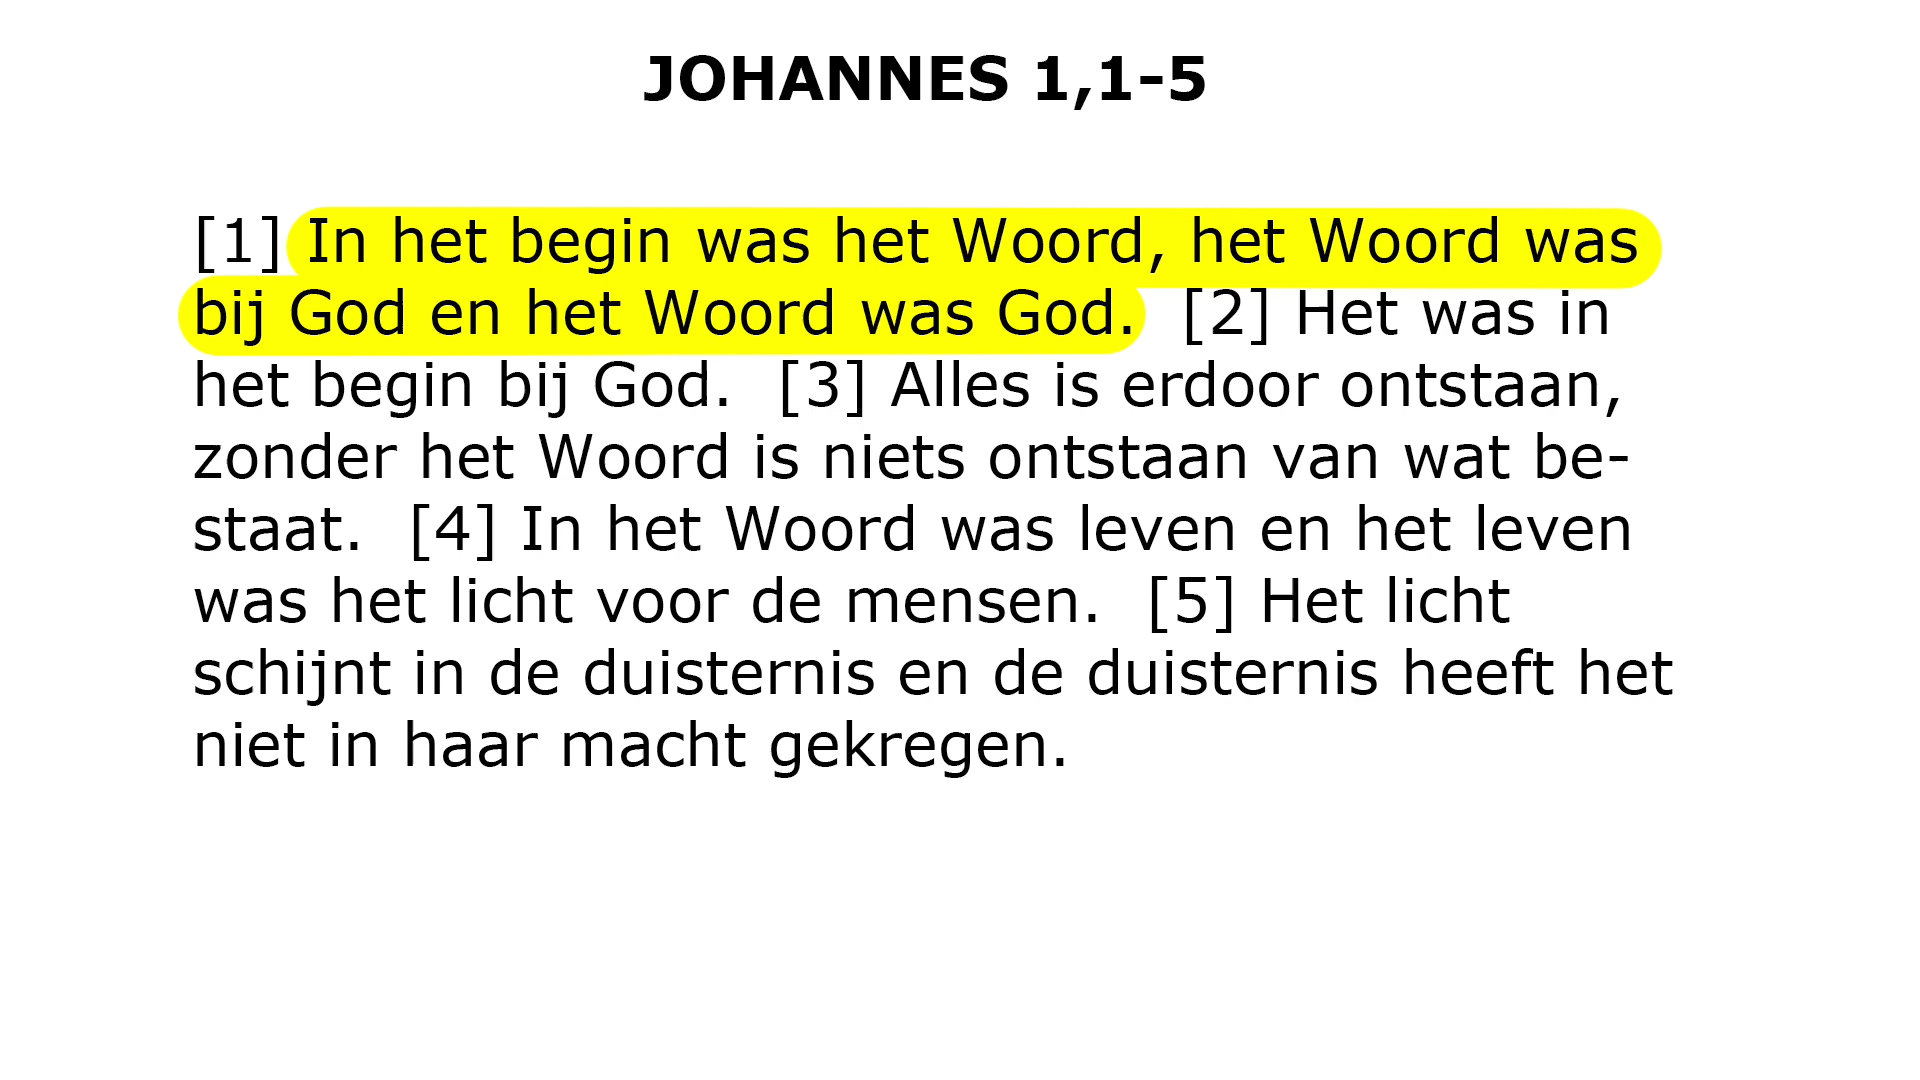 JOHANNES 1,1-5
[1] In het begin was het Woord, het Woord was
bij God en het Woord was God. [2] Het was in
het begin bij God. [3] Alles is erdoor ontstaan,
zonder het Woord is niets ontstaan van wat be-
staat. [4] In het Woord was leven en het leven
was het licht voor de mensen. [5] Het licht
schijnt in de duisternis en de duisternis heeft het
niet in haar macht gekregen.